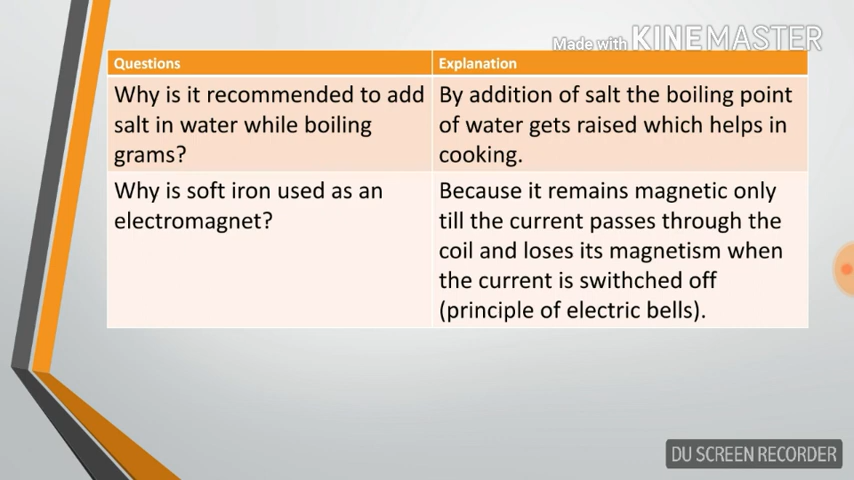 Made with KINEMASTER
Questions
Explanation
Why is it recommended to add
salt in water while boiling
grams?
By addition of salt the boiling point
of water gets raised which helps in
cooking.
Why is soft iron used as an
electromagnet?
Because it remains magnetic only
till the current passes through the
coil and loses its magnetism when
the current is swithched off
(principle of electric bells).
DU SCREEN RECORDER